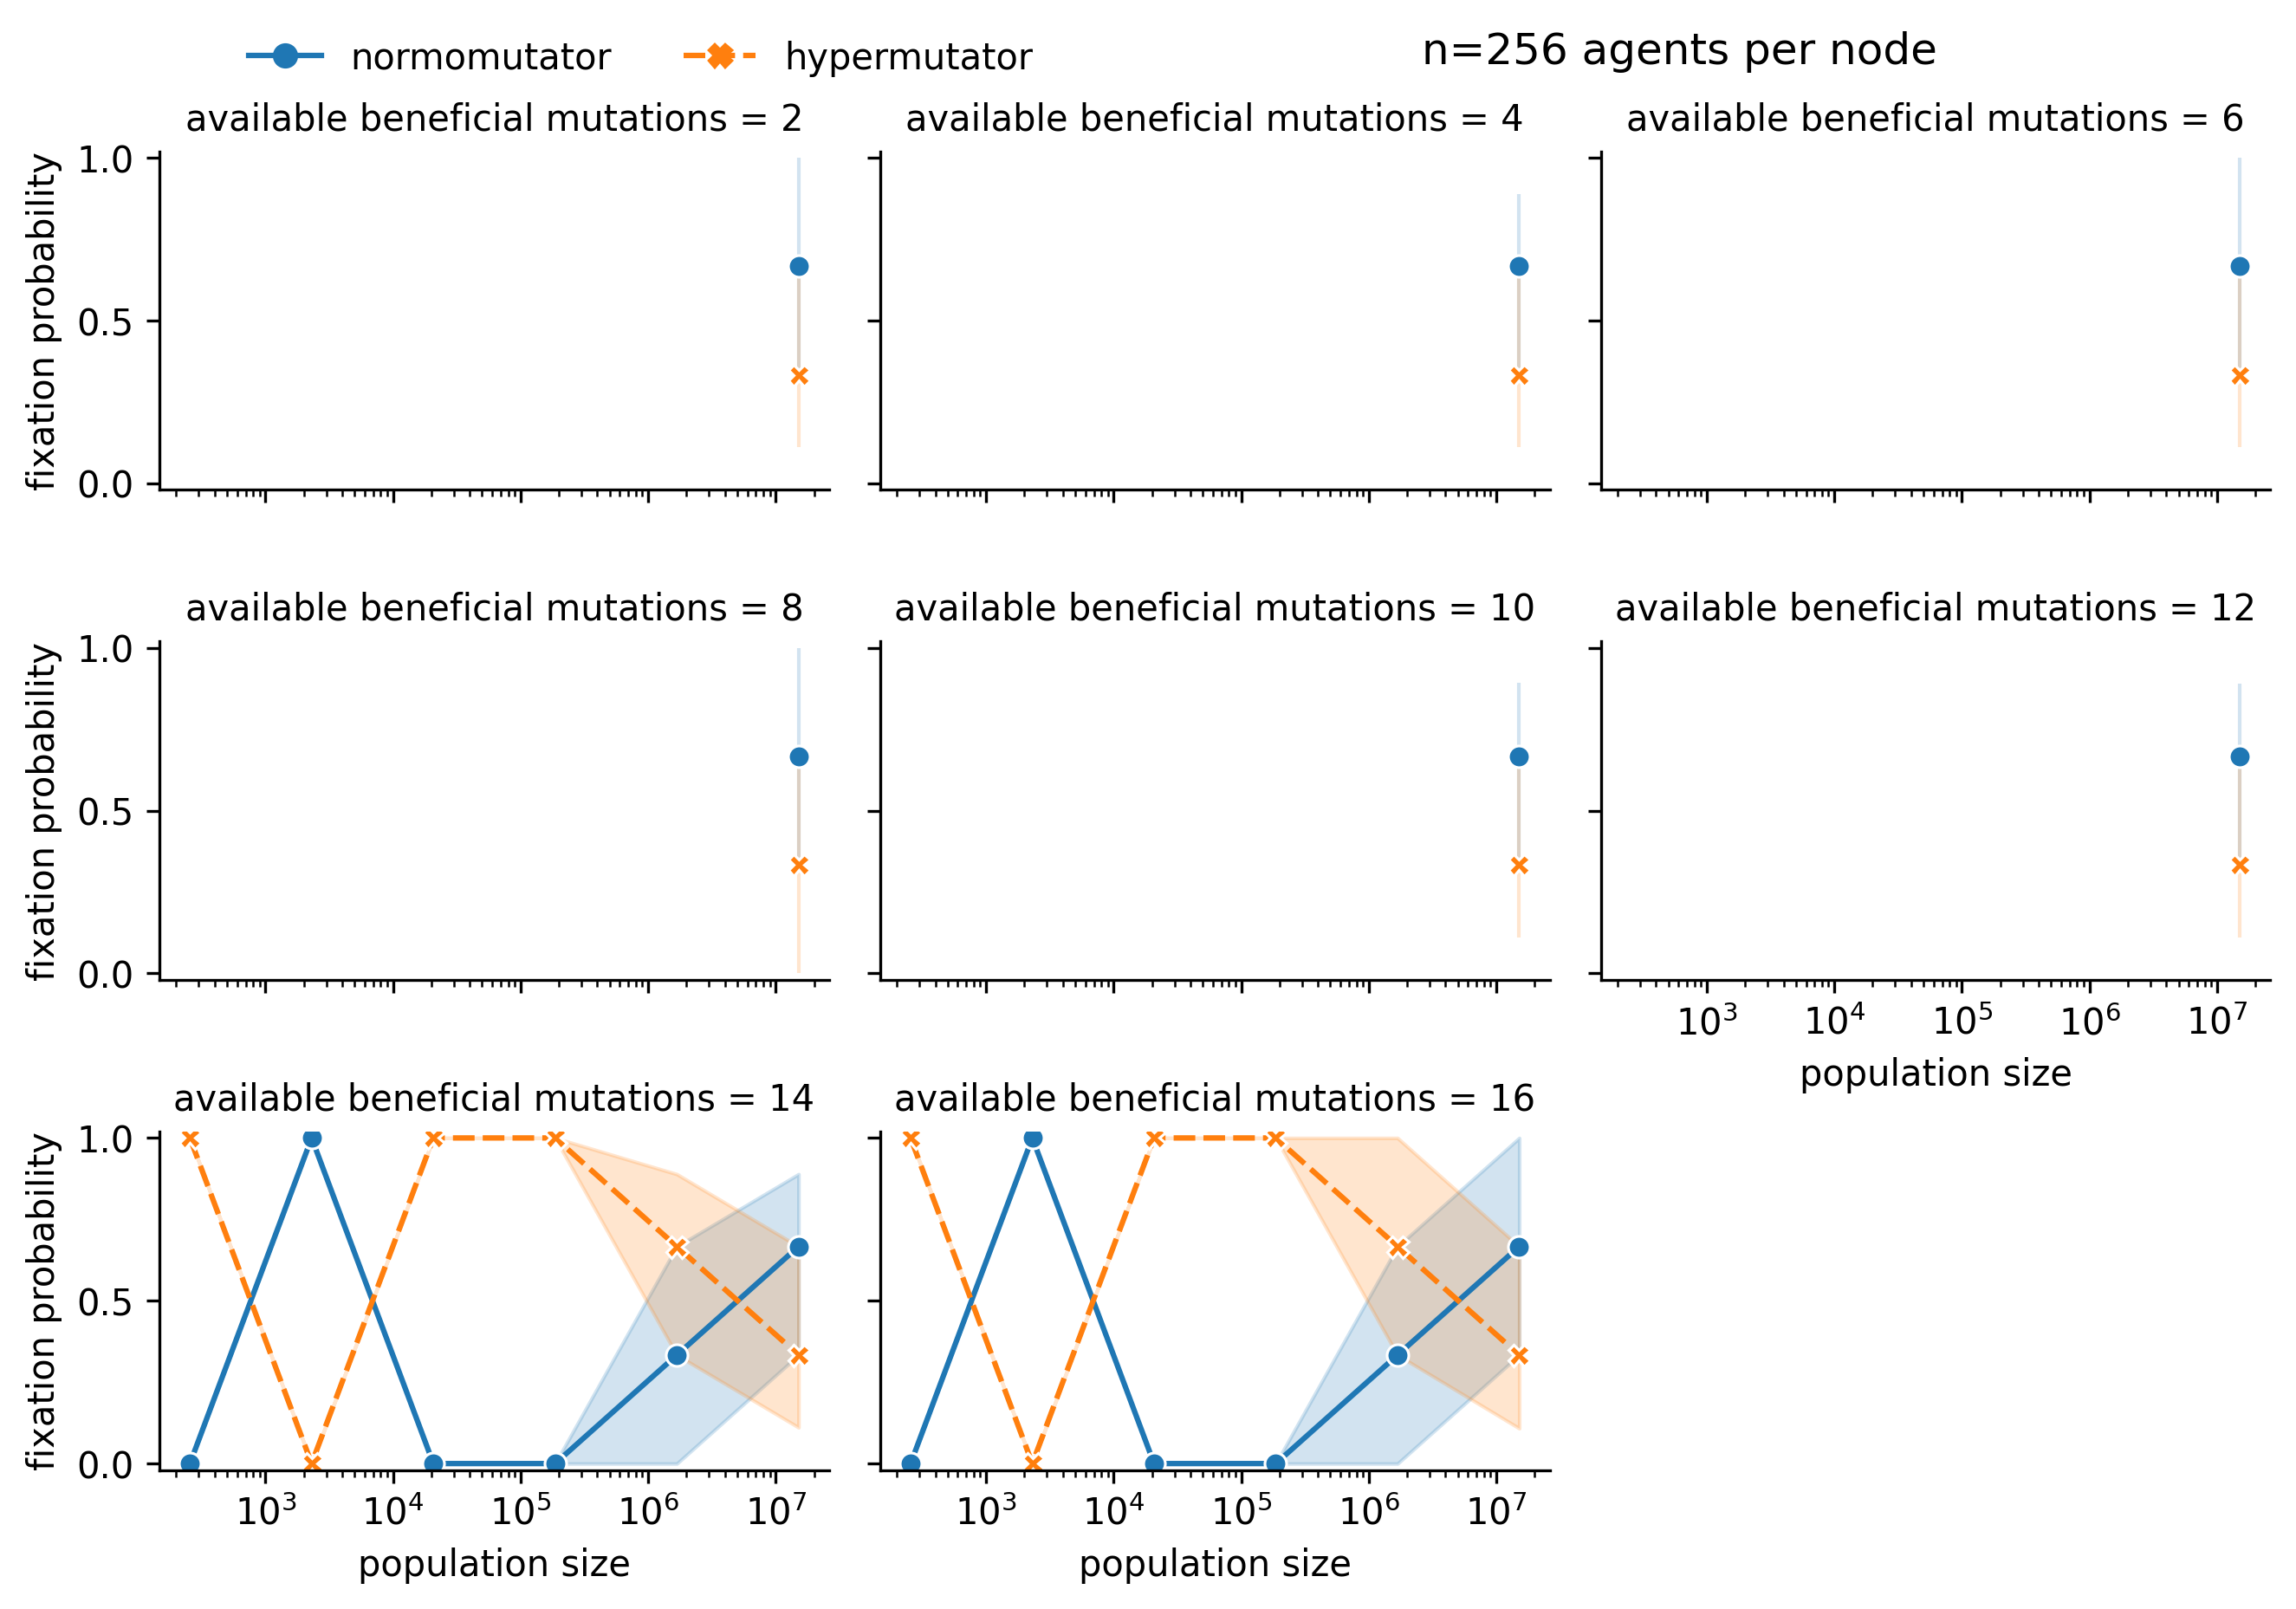 normomutator hypermutator n=256 agents per node
available beneficial mutations = 2 available beneficial mutations = 4 available beneficial mutations = 6
fixation probability
1.0
0.5
0.0
available beneficial mutations = 8 available beneficial mutations = 10 available beneficial mutations = 12
fixation probability
1.0
0.5
0.0
10³ 10⁴ 10⁵ 10⁶ 10⁷
population size
available beneficial mutations = 14 available beneficial mutations = 16
fixation probability
1.0
0.5
0.0
10³ 10⁴ 10⁵ 10⁶ 10⁷ 10³ 10⁴ 10⁵ 10⁶ 10⁷
population size population size